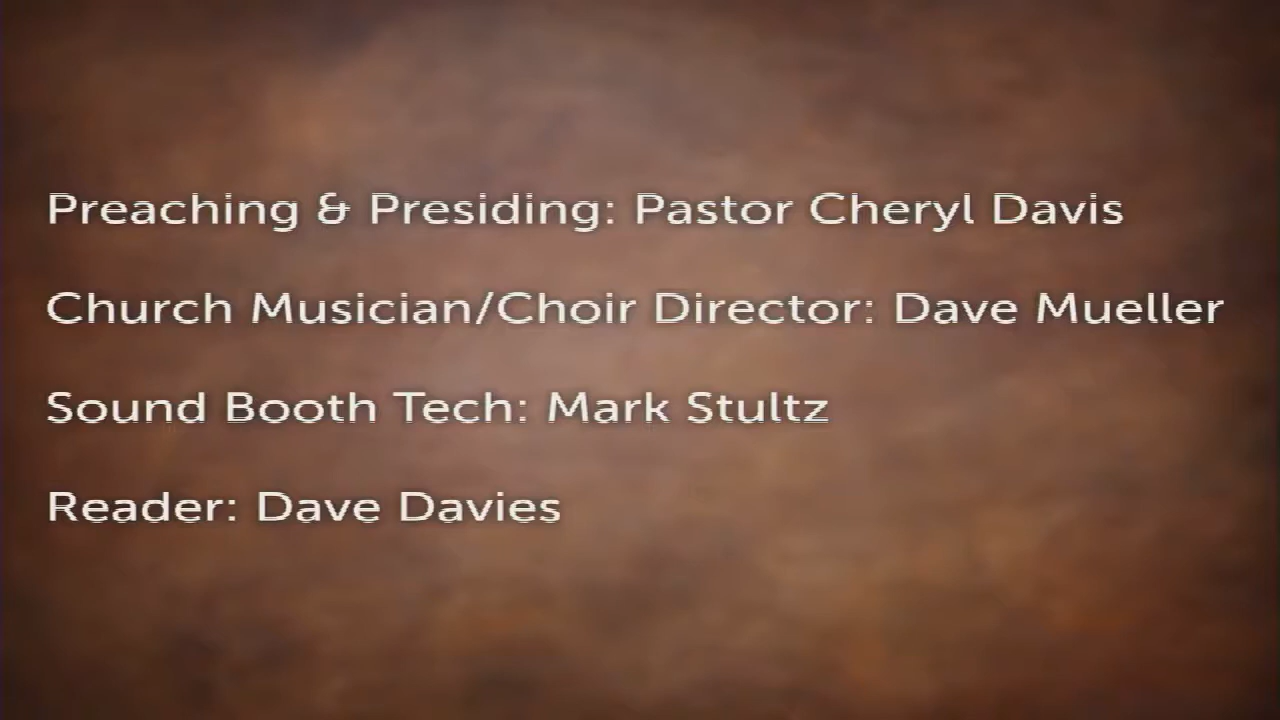 Preaching & Presiding: Pastor Cheryl Davis
Church Musician/Choir Director: Dave Mueller
Sound Booth Tech: Mark Stultz
Reader: Dave Davies